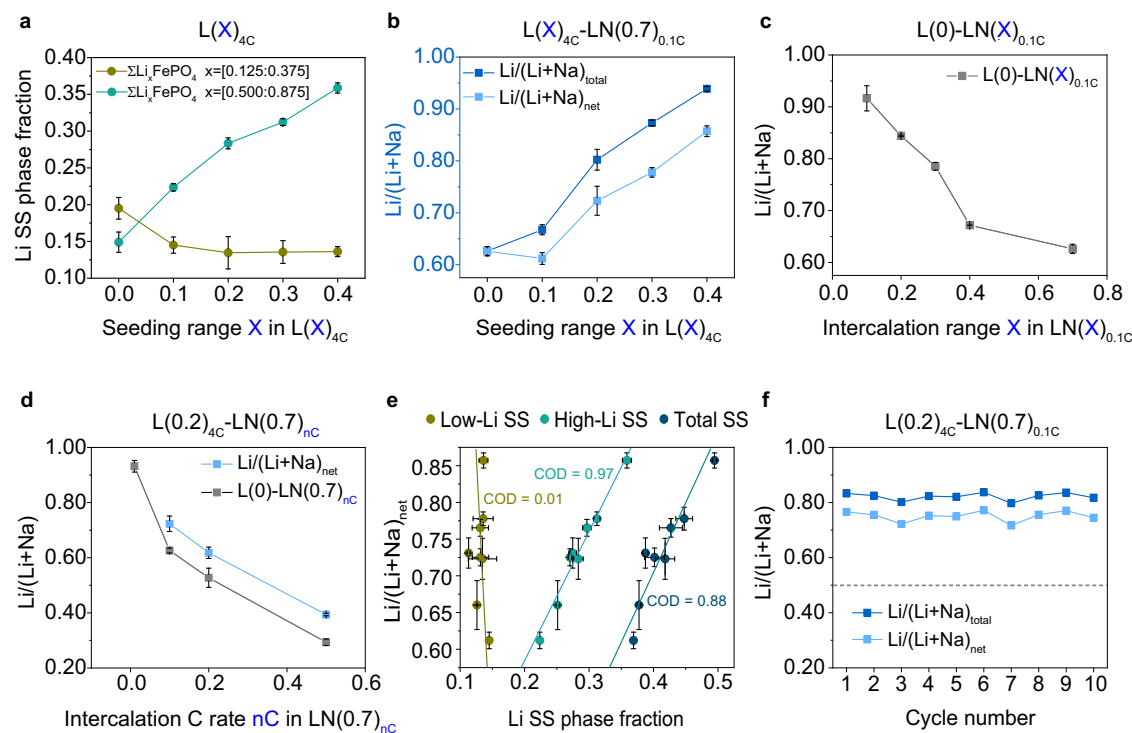 a
L(X)4C
ΣLixFePO4 x=[0.125:0.375]
ΣLixFePO4 x=[0.500:0.875]
Li SS phase fraction
0.40
0.35
0.30
0.25
0.20
0.15
0.10
0.0 0.1 0.2 0.3 0.4
Seeding range X in L(X)4C
b
L(X)4C-LN(0.7)0.1C
Li/(Li+Na)total
Li/(Li+Na)net
Li/(Li+Na)
1.00
0.90
0.80
0.70
0.60
0.0 0.1 0.2 0.3 0.4
Seeding range X in L(X)4C
c
L(0)-LN(X)0.1C
L(0)-LN(X)0.1C
Li/(Li+Na)
1.00
0.90
0.80
0.70
0.60
0.0 0.2 0.4 0.6 0.8
Intercalation range X in LN(X)0.1C
d
L(0.2)4C-LN(0.7)nC
Li/(Li+Na)net
L(0)-LN(0.7)nC
Li/(Li+Na)
1.00
0.80
0.60
0.40
0.20
0.0 0.2 0.4 0.6
Intercalation C rate nC in LN(0.7)nC
e
Low-Li SS High-Li SS Total SS
COD = 0.97
COD = 0.01
COD = 0.88
Li/(Li+Na)net
0.85
0.80
0.75
0.70
0.65
0.60
0.1 0.2 0.3 0.4 0.5
Li SS phase fraction
f
L(0.2)4C-LN(0.7)0.1C
Li/(Li+Na)total
Li/(Li+Na)net
Li/(Li+Na)
1.00
0.80
0.60
0.40
0.20
1 2 3 4 5 6 7 8 9 10
Cycle number